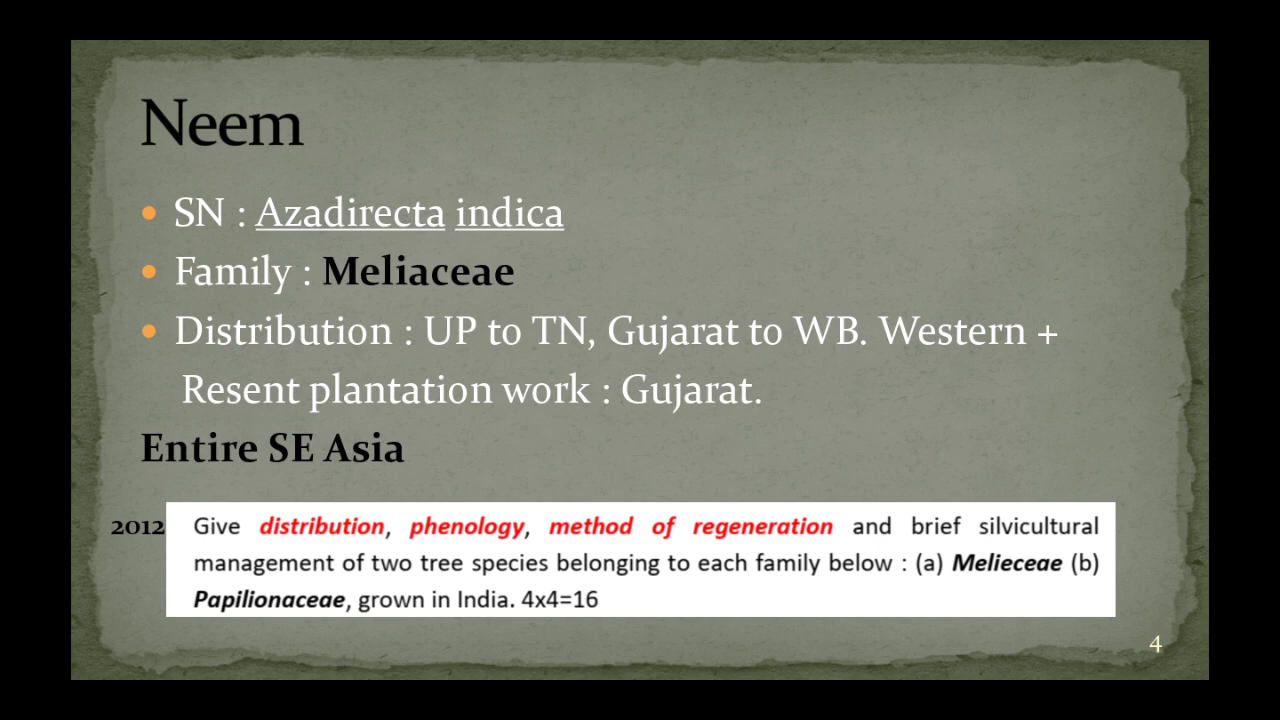 Neem
• SN : Azadirecta indica
• Family : Meliaceae
• Distribution : UP to TN, Gujarat to WB. Western +
Resent plantation work : Gujarat.
Entire SE Asia
2012 Give distribution, phenology, method of regeneration and brief silvicultural
management of two tree species belonging to each family below : (a) Melieceae (b)
Papilionaceae, grown in India. 4x4=16
4